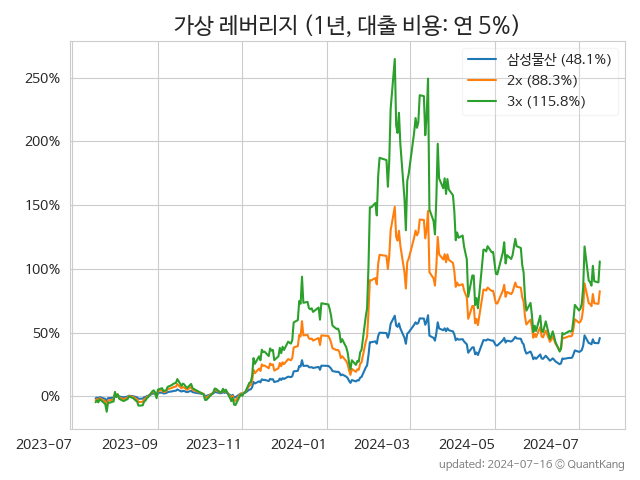 가상 레버리지 (1년, 대출 비용: 연 5%)
삼성물산 (48.1%)
2x (88.3%)
3x (115.8%)
250%
200%
150%
100%
50%
0%
2023-07 2023-09 2023-11 2024-01 2024-03 2024-05 2024-07
updated: 2024-07-16 © QuantKang